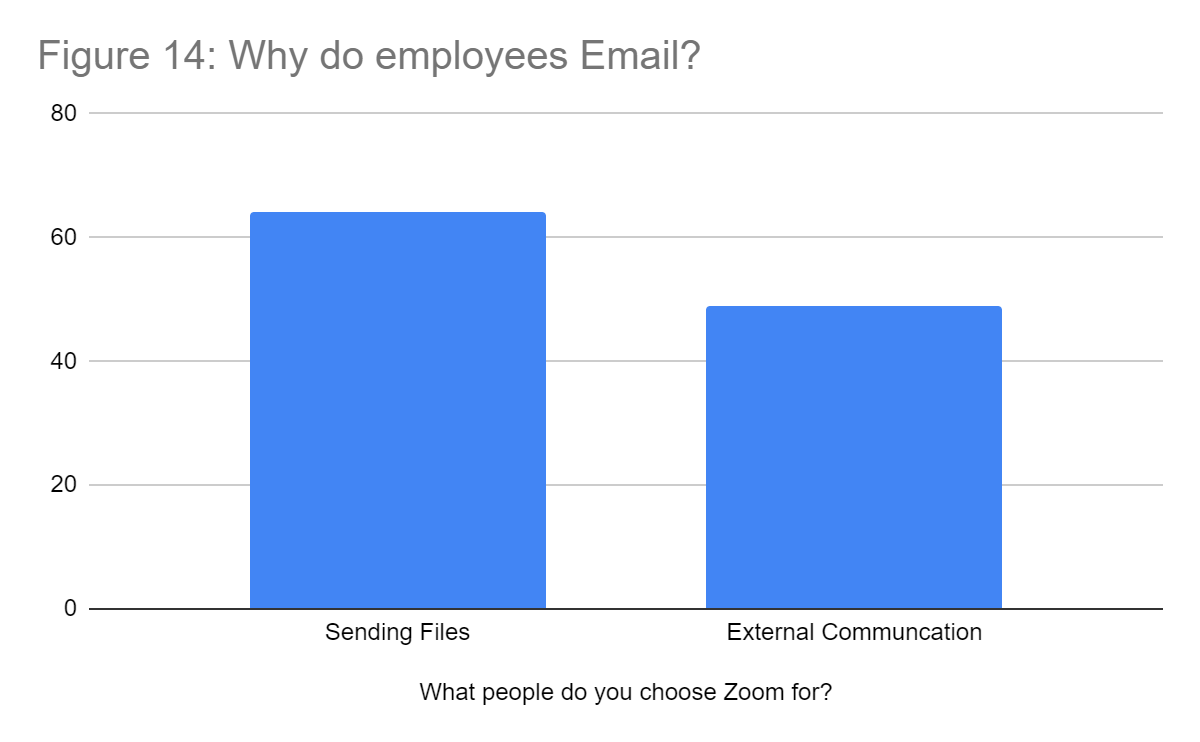 Figure 14: Why do employees Email?
80
60
40
20
0
Sending Files
External Communcation
What people do you choose Zoom for?